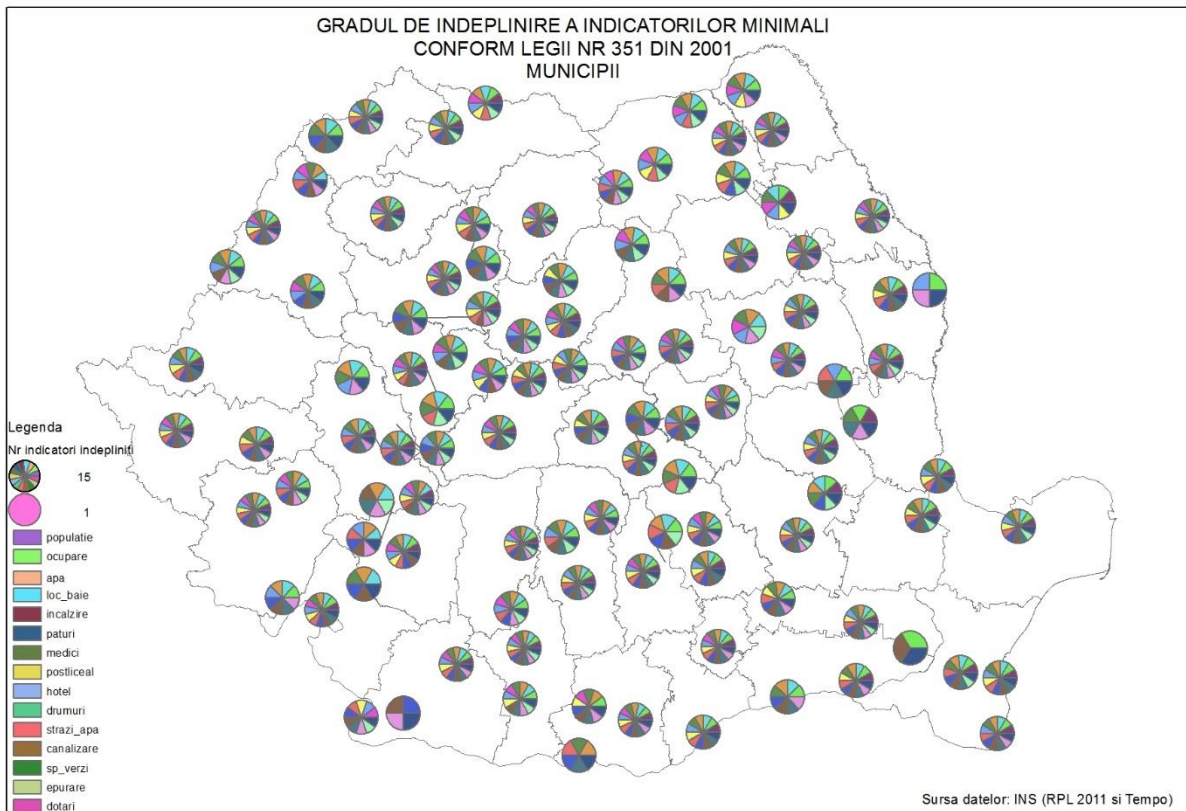 GRADUL DE INDEPLINIRE A INDICATORILOR MINIMALI
CONFORM LEGII NR 351 DIN 2001
MUNICIPII
Legenda
Nr indicatori indepliniti
15
1
populatie
ocupare
apa
loc_baie
incalzire
paturi
medici
postliceal
hotel
drumuri
strazi_apa
canalizare
sp_verzi
epurare
dotari
Sursa datelor: INS (RPL 2011 si Tempo)